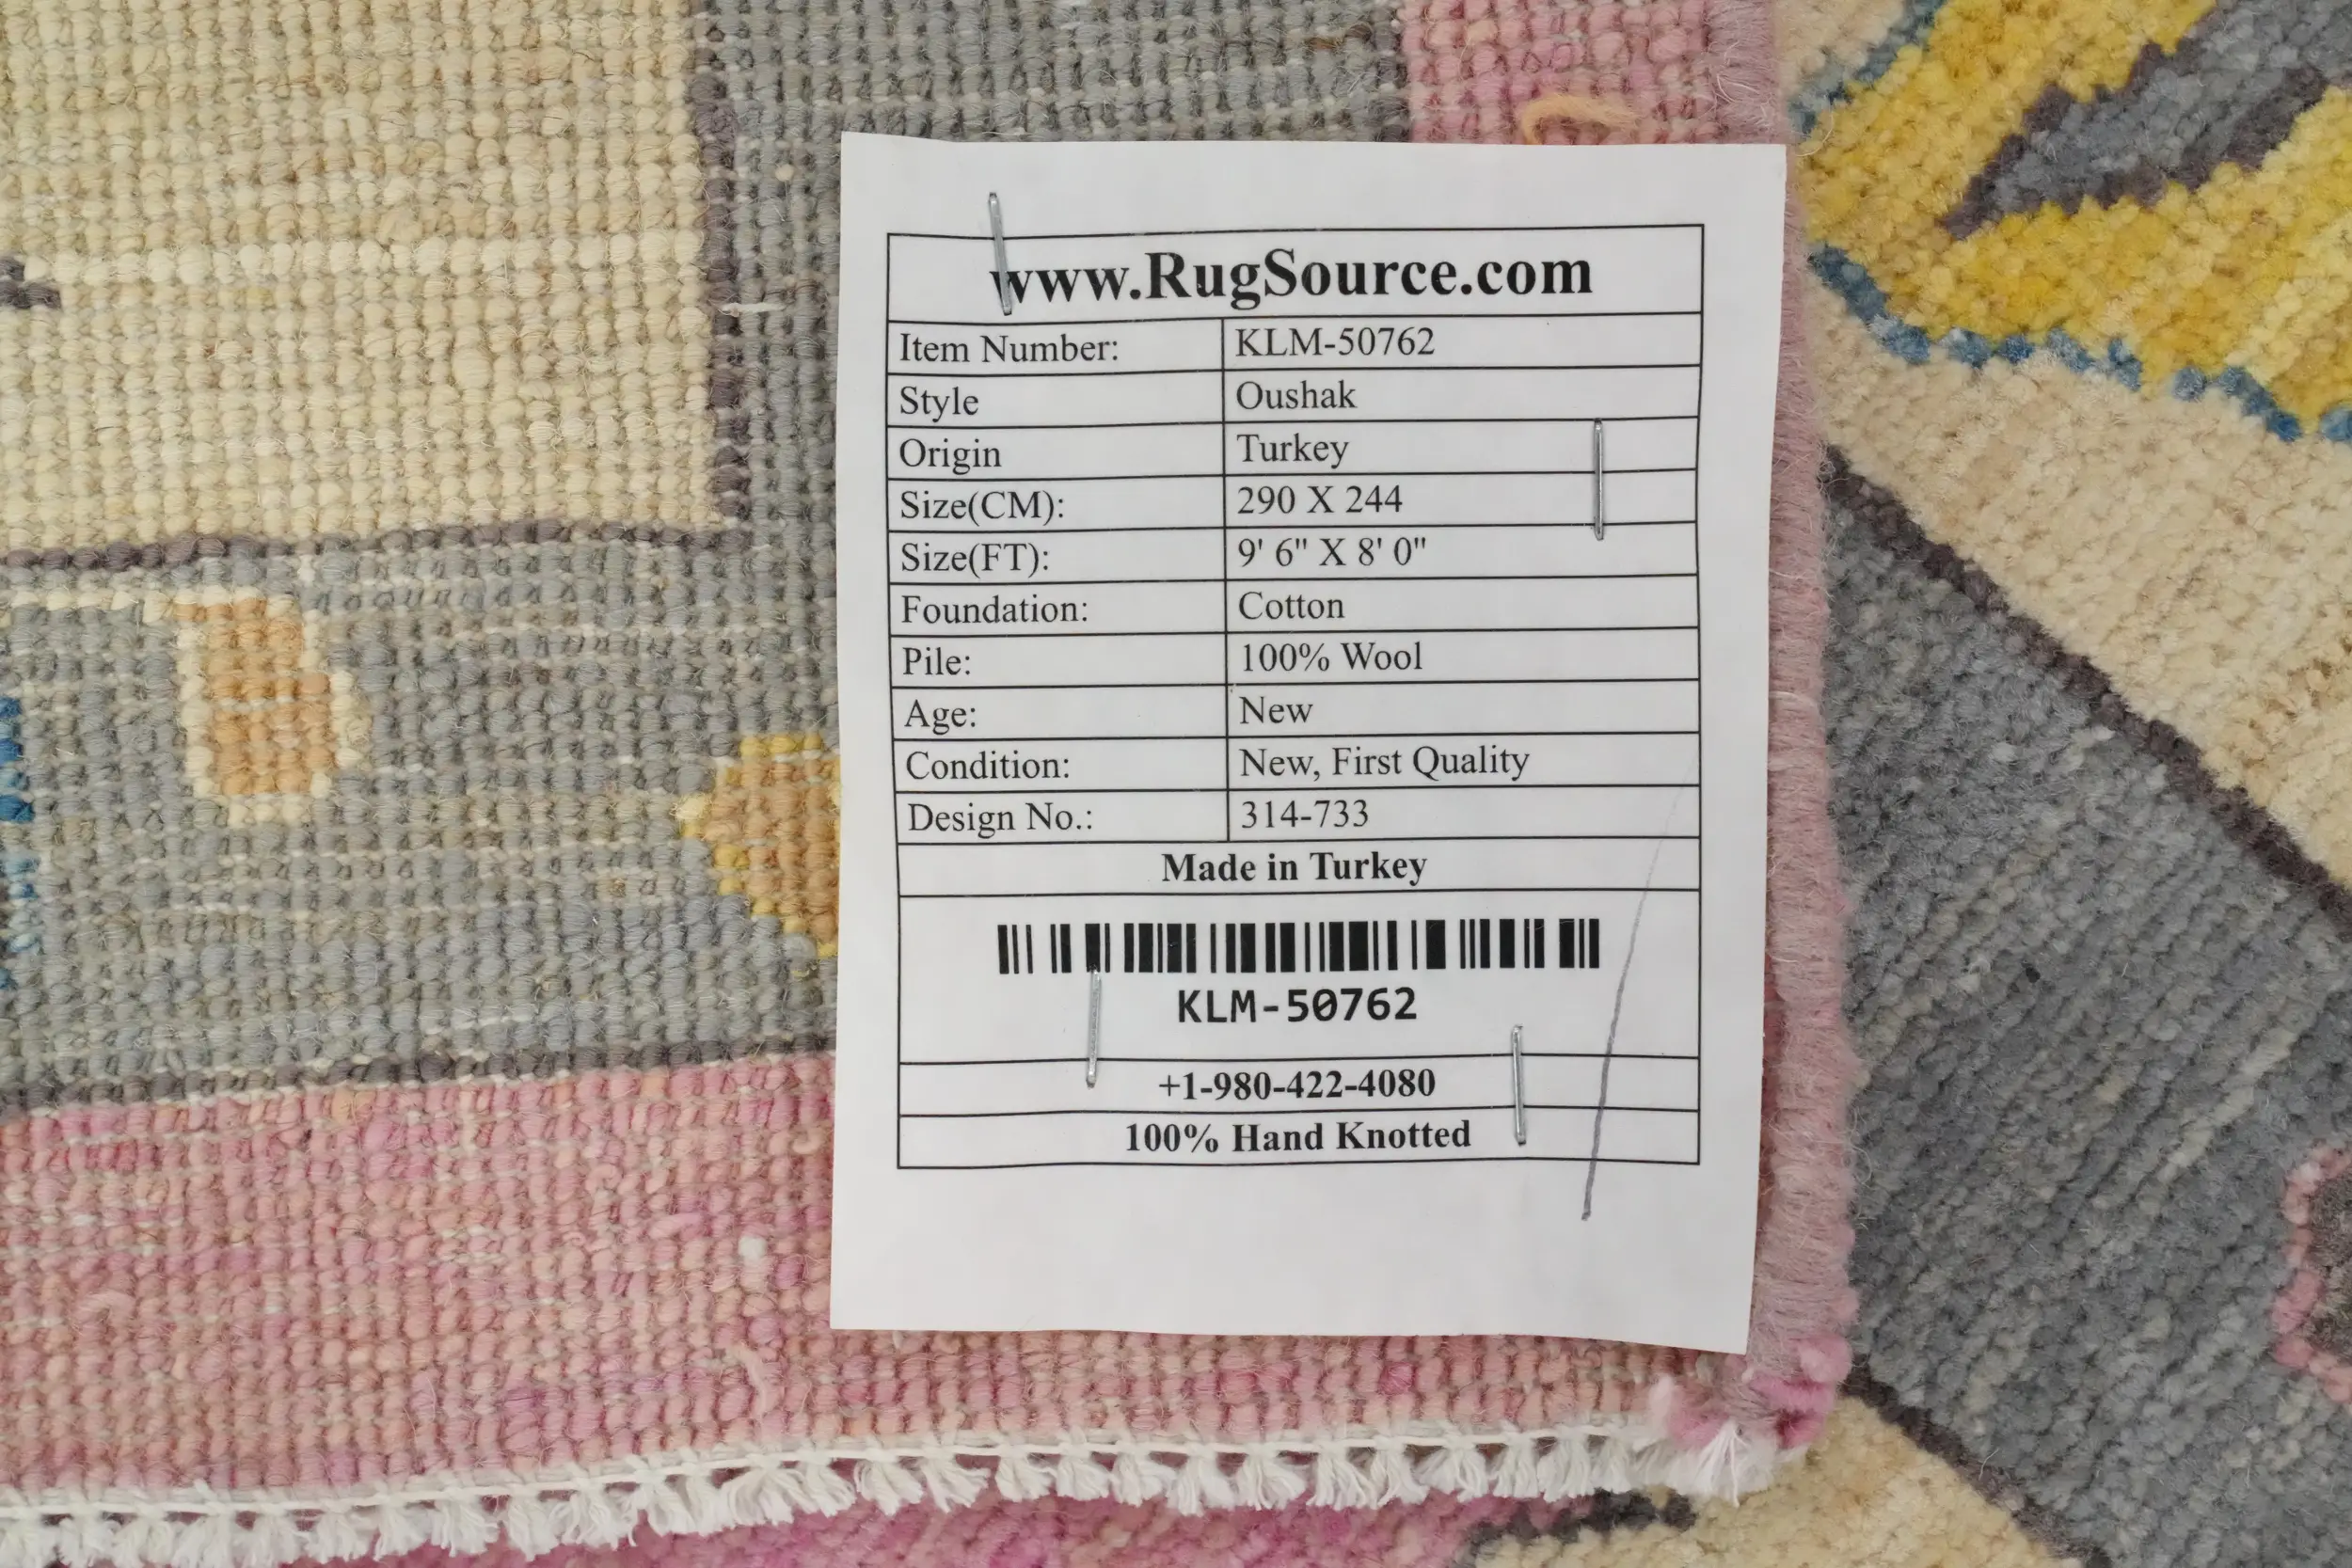 www.RugSource.com
Item Number: KLM-50762
Style Oushak
Origin Turkey
Size(CM): 290 X 244
Size(FT): 9' 6" X 8' 0"
Foundation: Cotton
Pile: 100% Wool
Age: New
Condition: New, First Quality
Design No.: 314-733
Made in Turkey
KLM-50762
+1-980-422-4080
100% Hand Knotted